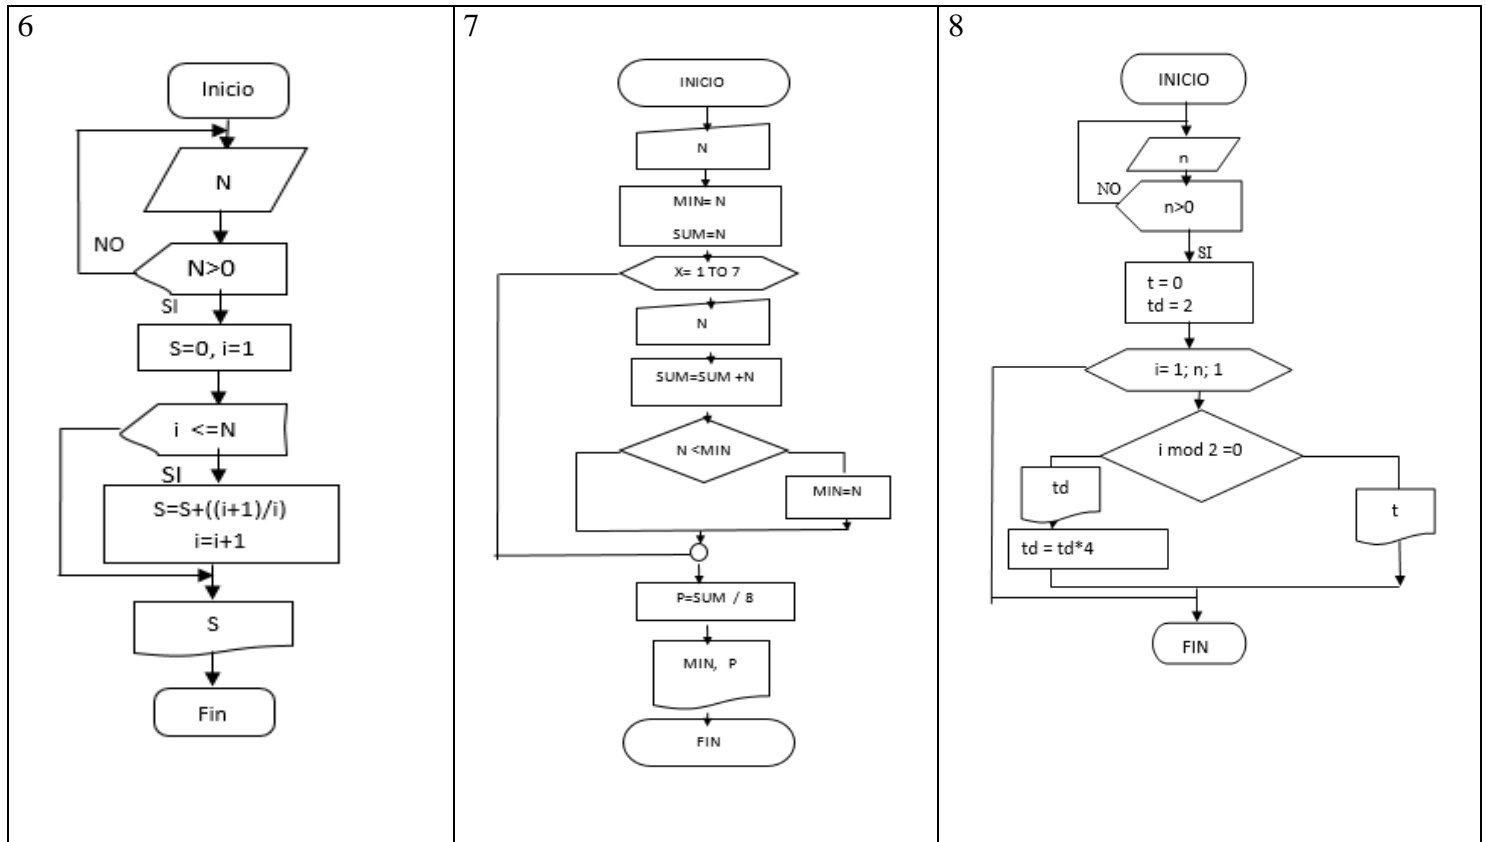 6
Inicio
N
NO
N>0
SI
S=0, i=1
i <=N
SI
S=S+((i+1)/i)
i=i+1
S
Fin
7
INICIO
N
MIN= N
SUM=N
X= 1 TO 7
N
SUM=SUM +N
N <MIN
MIN=N
P=SUM / 8
MIN, P
FIN
8
INICIO
n
NO
n>0
SI
t = 0
td = 2
i= 1; n; 1
i mod 2 =0
td
t
td = td*4
FIN